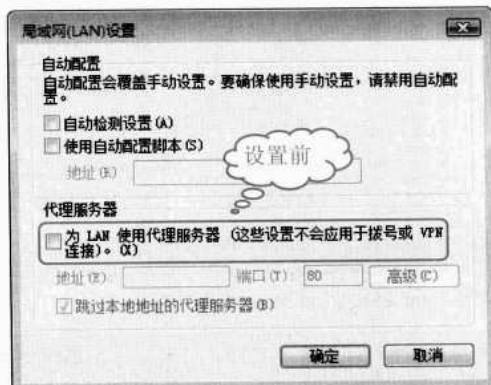 局域网(LAN)设置
自动配置
自动配置会覆盖手动设置。要确保使用手动设置，请禁用自动配
置。
自动检测设置(A)
使用自动配置脚本(S)
地址(R)
设置前
代理服务器
为 LAN 使用代理服务器 (这些设置不会应用于拨号或 VPN
连接)。(X)
地址(E): 端口(T): 80 高级(C)
跳过本地地址的代理服务器(B)
确定 取消